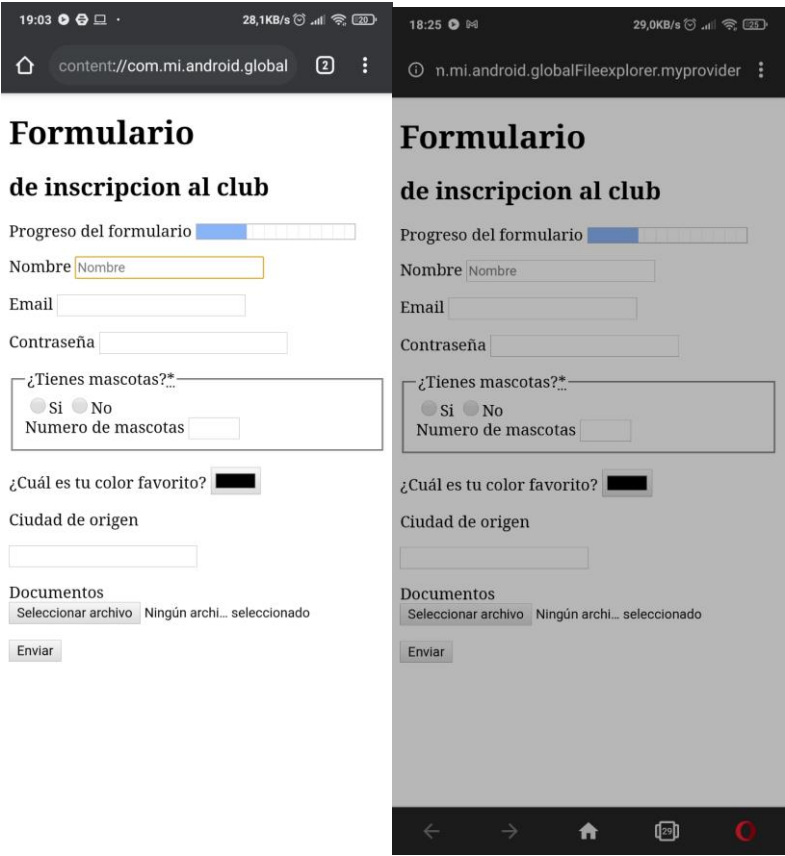 19:03 28,1KB/s 20
content://com.mi.android.global 2
Formulario
de inscripcion al club
Progreso del formulario
Nombre Nombre
Email
Contraseña
¿Tienes mascotas?*
Si No
Numero de mascotas
¿Cuál es tu color favorito?
Ciudad de origen
Documentos
Seleccionar archivo Ningún archi... seleccionado
Enviar
18:25 29,0KB/s 25
n.mi.android.globalFileexplorer.myprovider
Formulario
de inscripcion al club
Progreso del formulario
Nombre Nombre
Email
Contraseña
¿Tienes mascotas?*
Si No
Numero de mascotas
¿Cuál es tu color favorito?
Ciudad de origen
Documentos
Seleccionar archivo Ningún archi... seleccionado
Enviar
29